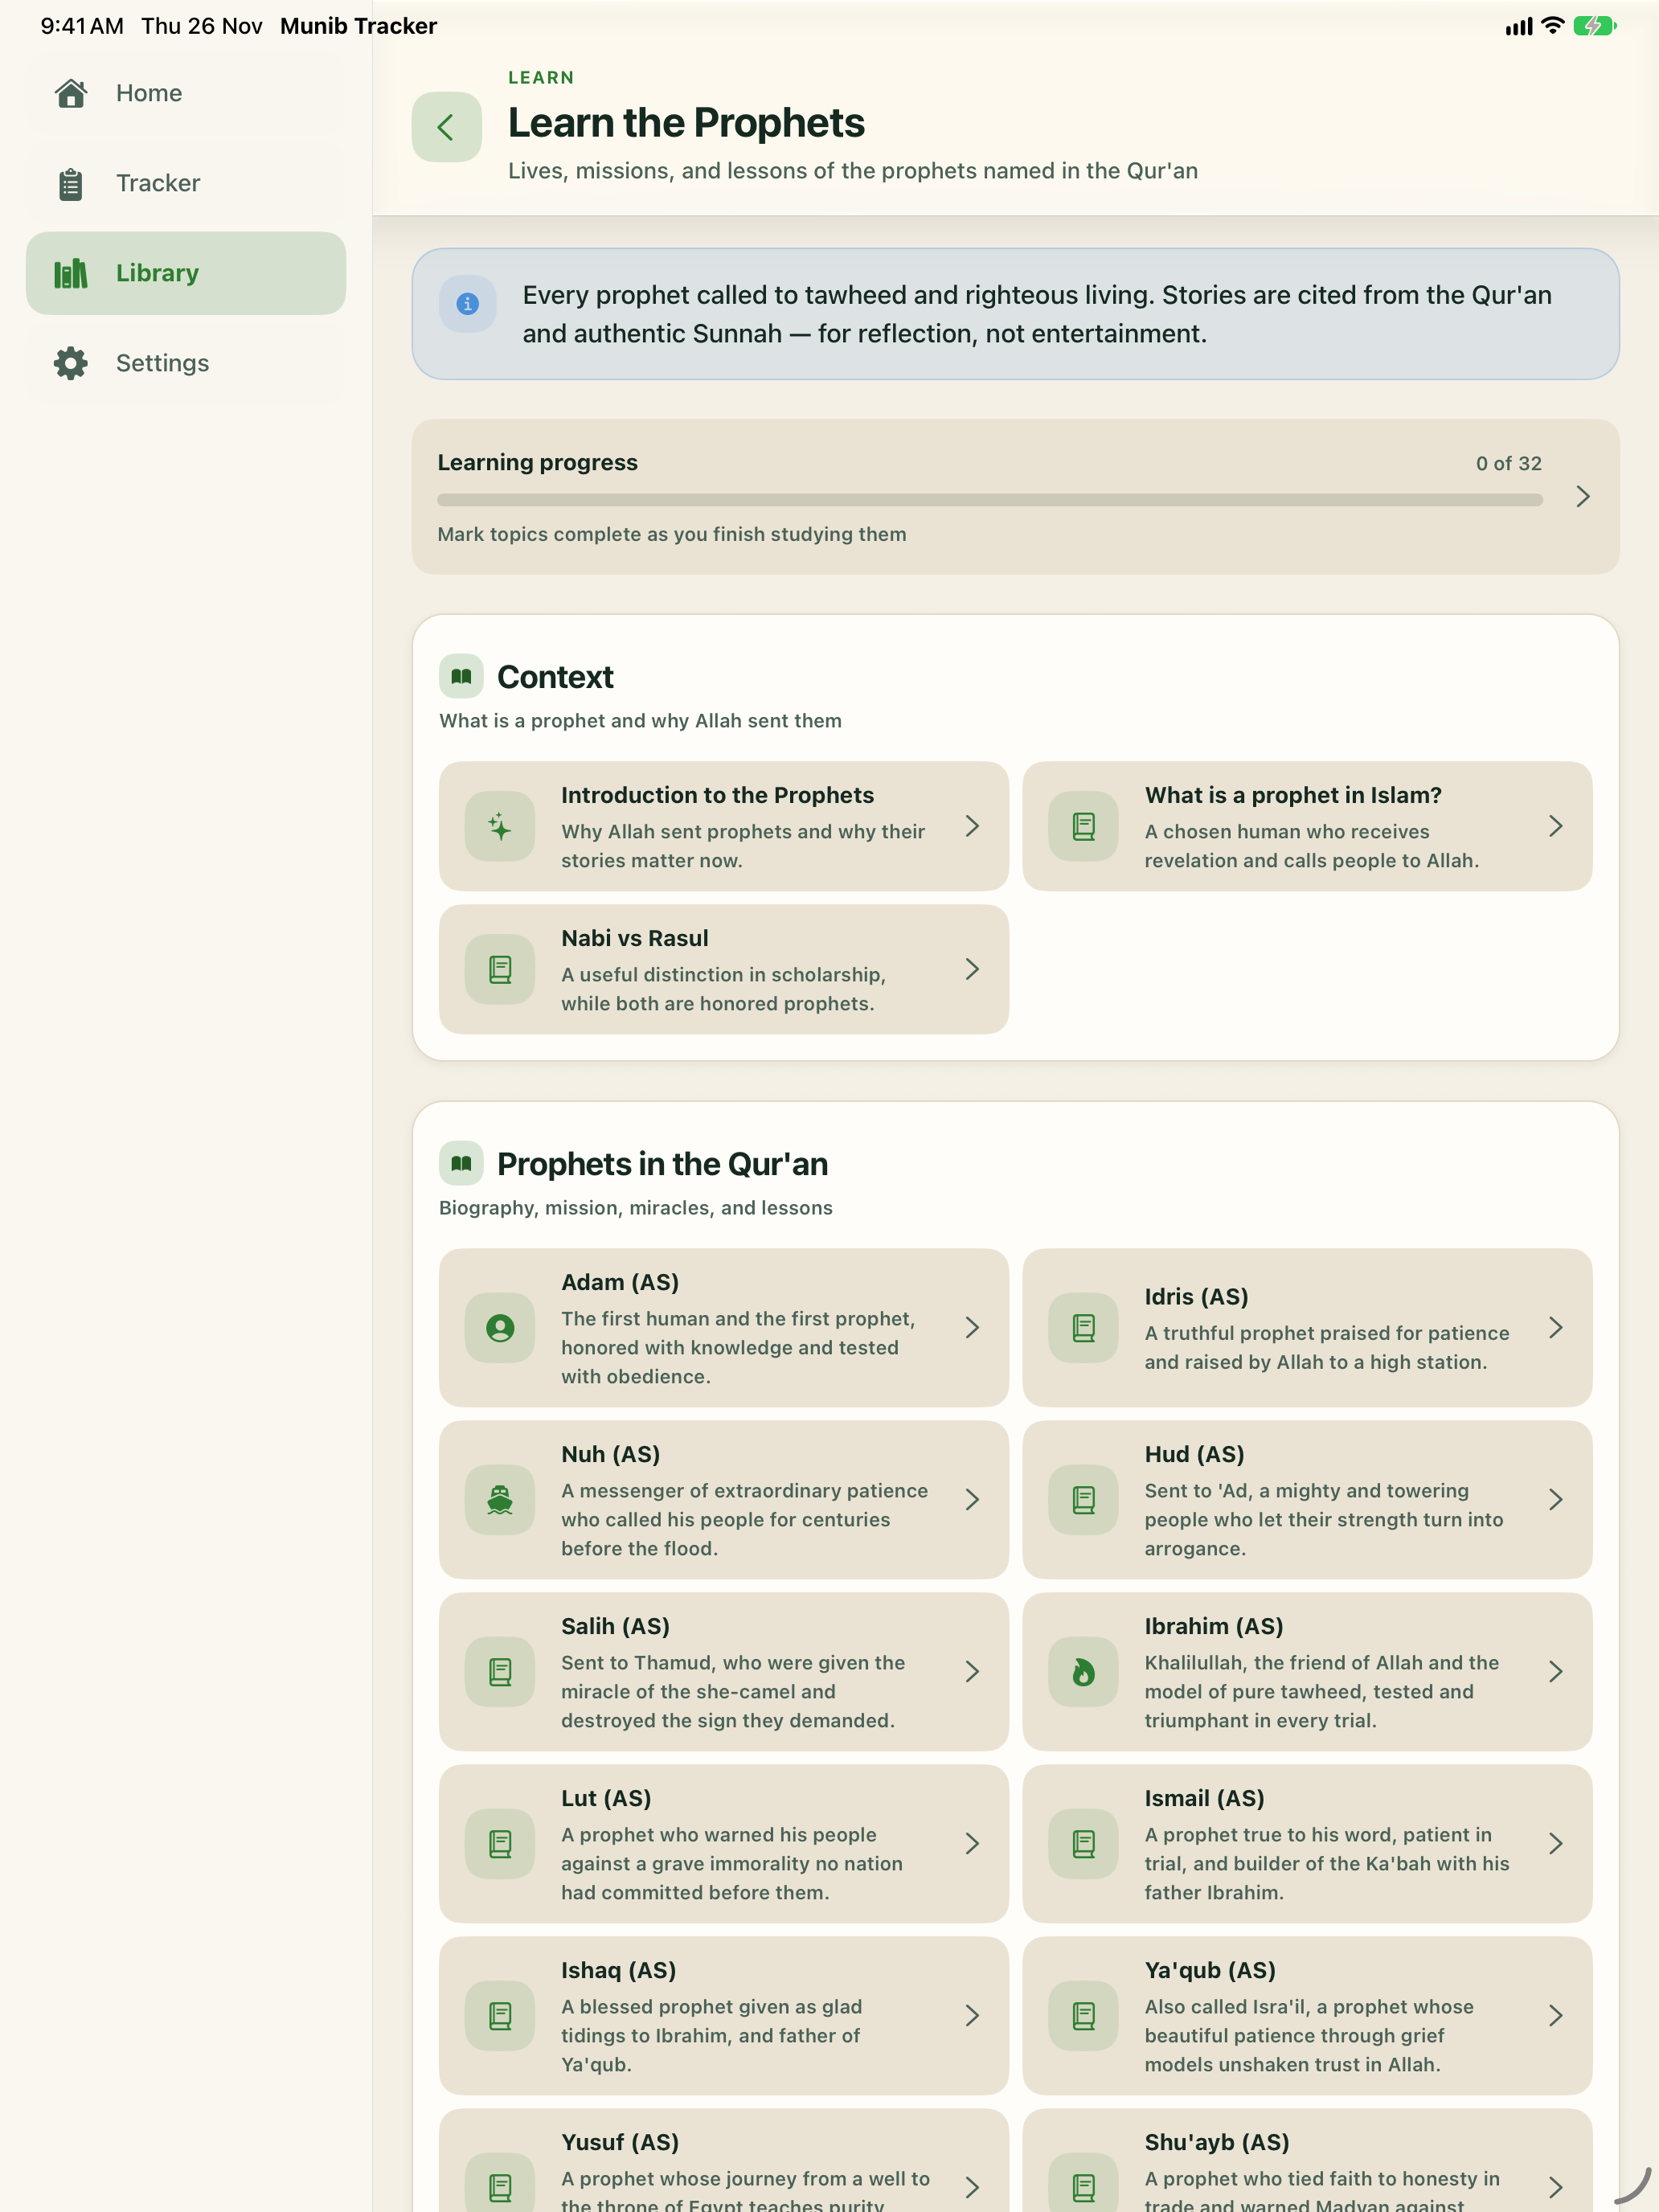 9:41 AM Thu 26 Nov Munib Tracker
Home
Tracker
Library
Settings
LEARN
Learn the Prophets
Lives, missions, and lessons of the prophets named in the Qur'an
Every prophet called to tawheed and righteous living. Stories are cited from the Qur'an
and authentic Sunnah — for reflection, not entertainment.
Learning progress
0 of 32
Mark topics complete as you finish studying them
Context
What is a prophet and why Allah sent them
Introduction to the Prophets
Why Allah sent prophets and why their
stories matter now.
What is a prophet in Islam?
A chosen human who receives
revelation and calls people to Allah.
Nabi vs Rasul
A useful distinction in scholarship,
while both are honored prophets.
Prophets in the Qur'an
Biography, mission, miracles, and lessons
Adam (AS)
The first human and the first prophet,
honored with knowledge and tested
with obedience.
Idris (AS)
A truthful prophet praised for patience
and raised by Allah to a high station.
Nuh (AS)
A messenger of extraordinary patience
who called his people for centuries
before the flood.
Hud (AS)
Sent to 'Ad, a mighty and towering
people who let their strength turn into
arrogance.
Salih (AS)
Sent to Thamud, who were given the
miracle of the she-camel and
destroyed the sign they demanded.
Ibrahim (AS)
Khalilullah, the friend of Allah and the
model of pure tawheed, tested and
triumphant in every trial.
Lut (AS)
A prophet who warned his people
against a grave immorality no nation
had committed before them.
Ismail (AS)
A prophet true to his word, patient in
trial, and builder of the Ka'bah with his
father Ibrahim.
Ishaq (AS)
A blessed prophet given as glad
tidings to Ibrahim, and father of
Ya'qub.
Ya'qub (AS)
Also called Isra'il, a prophet whose
beautiful patience through grief
models unshaken trust in Allah.
Yusuf (AS)
A prophet whose journey from a well to
the throne of Egypt teaches purity
Shu'ayb (AS)
A prophet who tied faith to honesty in
trade and warned Madyan against